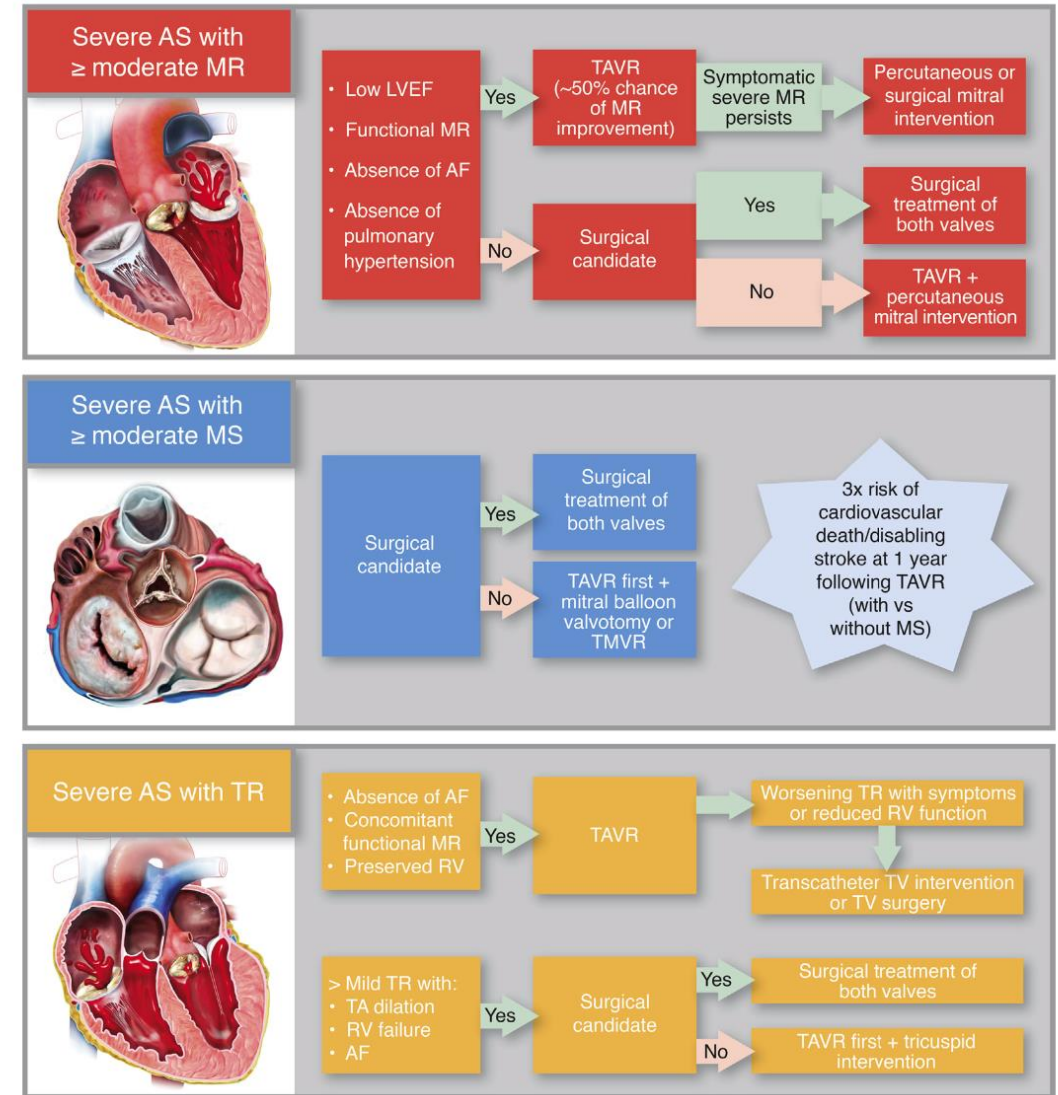 Severe AS with
≥ moderate MR
• Low LVEF
• Functional MR
• Absence of AF
• Absence of
pulmonary
hypertension
Yes
TAVR
(~50% chance
of MR
improvement)
Symptomatic
severe MR
persists
Percutaneous or
surgical mitral
intervention
No
Surgical
candidate
Yes
Surgical
treatment of
both valves
No
TAVR +
percutaneous
mitral intervention
Severe AS with
≥ moderate MS
Surgical
candidate
Yes
Surgical
treatment of
both valves
No
TAVR first +
mitral balloon
valvotomy or
TMVR
3x risk of
cardiovascular
death/disabling
stroke at 1 year
following TAVR
(with vs
without MS)
Severe AS with TR
• Absence of AF
• Concomitant
functional MR
• Preserved RV
Yes
TAVR
Worsening TR with symptoms
or reduced RV function
Transcatheter TV intervention
or TV surgery
> Mild TR with:
• TA dilation
• RV failure
• AF
Yes
Surgical
candidate
Yes
Surgical treatment of
both valves
No
TAVR first + tricuspid
intervention